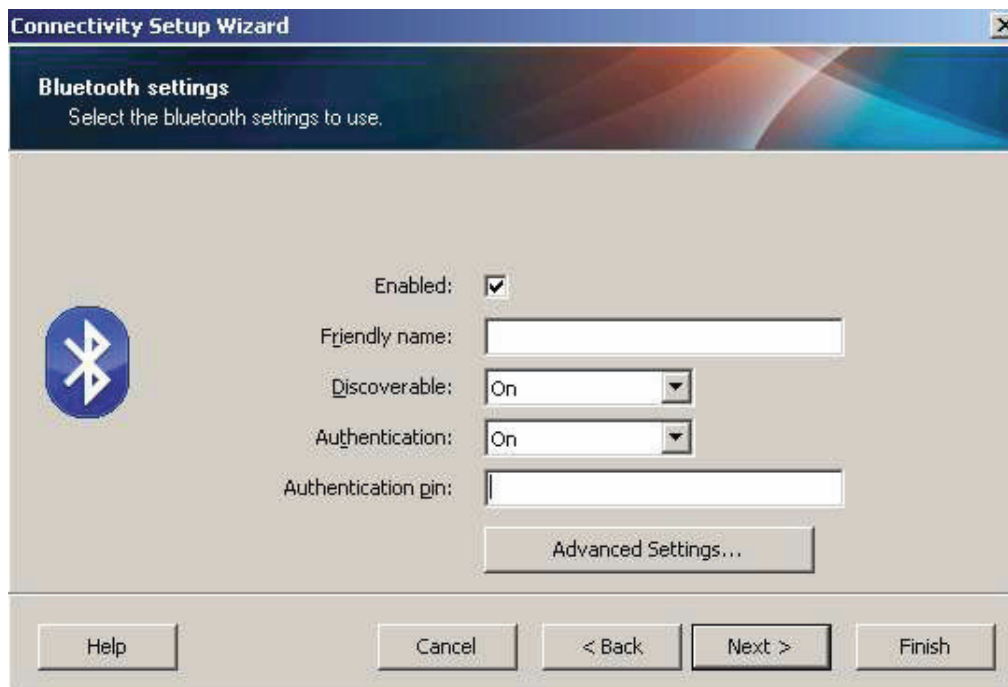 Connectivity Setup Wizard
Bluetooth settings
Select the bluetooth settings to use.
Enabled:
Friendly name:
Discoverable: On
Authentication: On
Authentication pin:
Advanced Settings...
Help Cancel < Back Next > Finish